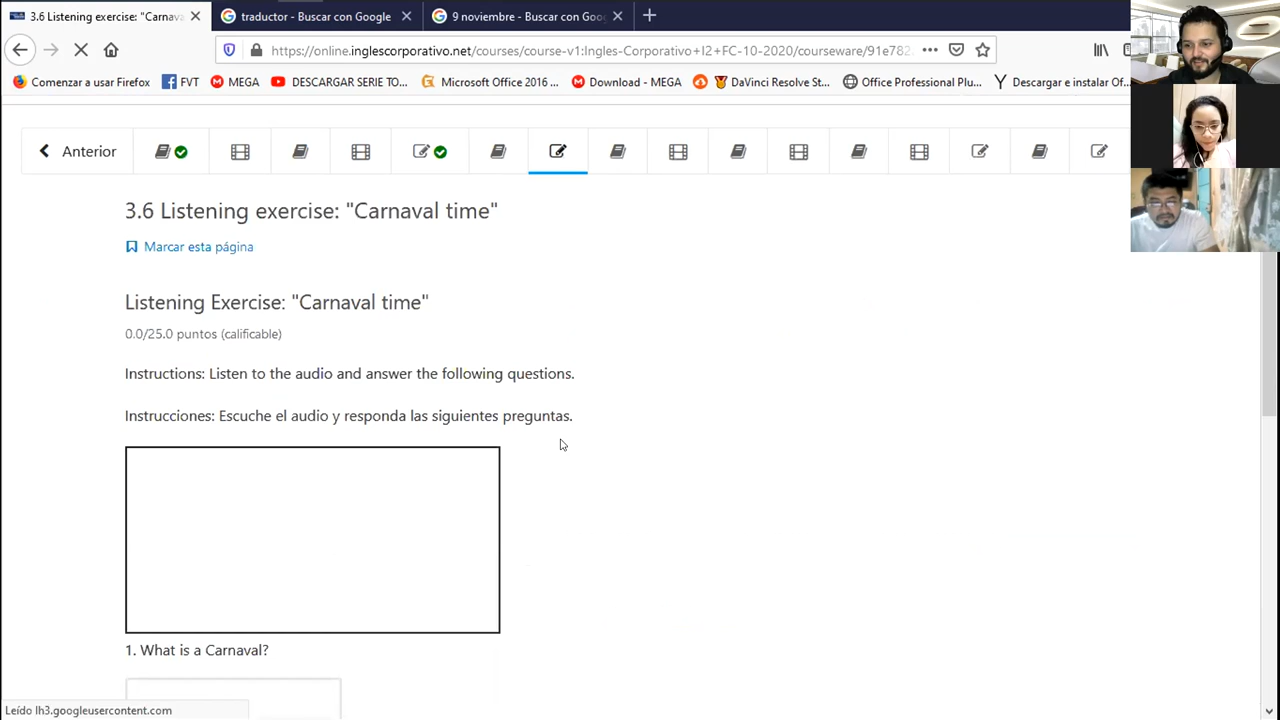 3.6 Listening exercise: "Carnava
traductor - Buscar con Google
9 noviembre - Buscar con Goog
https://online.inglescorporativo.net/courses/course-v1:Ingles-Corporativo+I2+FC-10-2020/courseware/91e782
Comenzar a usar Firefox
FVT
MEGA
DESCARGAR SERIE TO...
Microsoft Office 2016 ...
Download - MEGA
DaVinci Resolve St...
Office Professional Plu...
Descargar e instalar Of
Anterior
3.6 Listening exercise: "Carnaval time"
Marcar esta página
Listening Exercise: "Carnaval time"
0.0/25.0 puntos (calificable)
Instructions: Listen to the audio and answer the following questions.
Instrucciones: Escuche el audio y responda las siguientes preguntas.
1. What is a Carnaval?
Leído lh3.googleusercontent.com